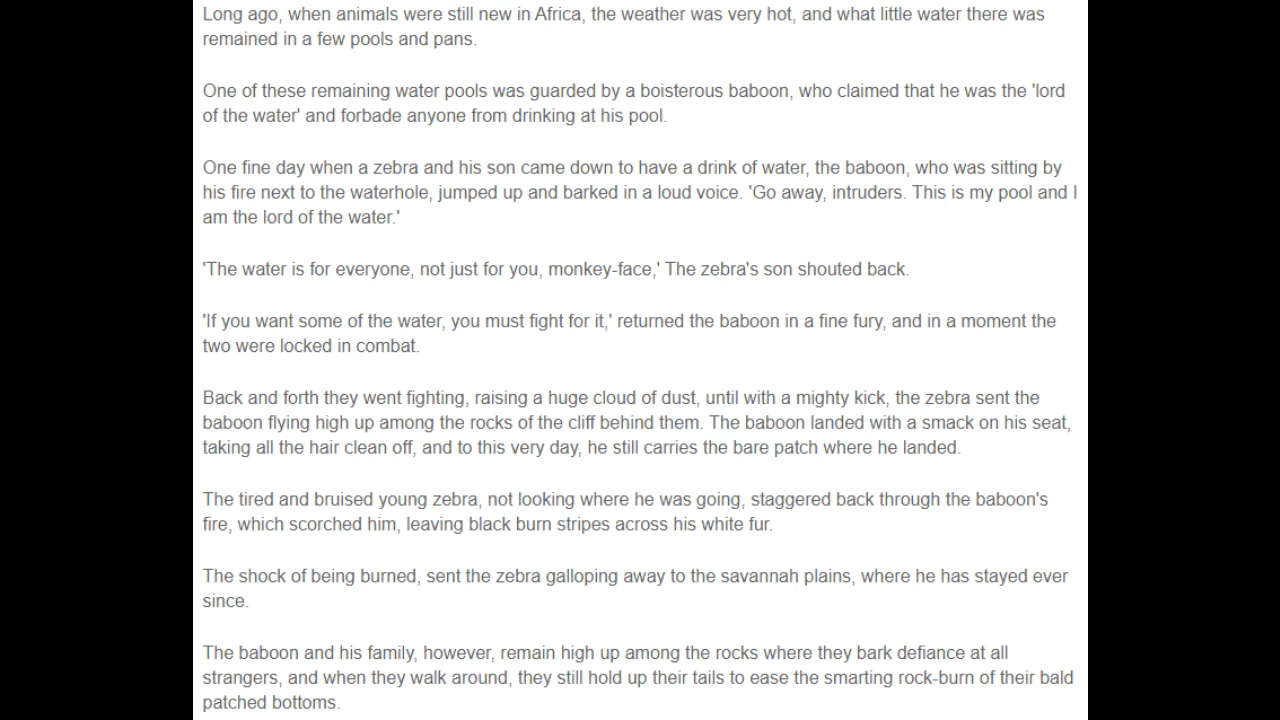 Long ago, when animals were still new in Africa, the weather was very hot, and what little water there was
remained in a few pools and pans.
One of these remaining water pools was guarded by a boisterous baboon, who claimed that he was the 'lord
of the water' and forbade anyone from drinking at his pool.
One fine day when a zebra and his son came down to have a drink of water, the baboon, who was sitting by
his fire next to the waterhole, jumped up and barked in a loud voice. 'Go away, intruders. This is my pool and I
am the lord of the water.'
'The water is for everyone, not just for you, monkey-face,' The zebra's son shouted back.
'If you want some of the water, you must fight for it,' returned the baboon in a fine fury, and in a moment the
two were locked in combat.
Back and forth they went fighting, raising a huge cloud of dust, until with a mighty kick, the zebra sent the
baboon flying high up among the rocks of the cliff behind them. The baboon landed with a smack on his seat,
taking all the hair clean off, and to this very day, he still carries the bare patch where he landed.
The tired and bruised young zebra, not looking where he was going, staggered back through the baboon's
fire, which scorched him, leaving black burn stripes across his white fur.
The shock of being burned, sent the zebra galloping away to the savannah plains, where he has stayed ever
since.
The baboon and his family, however, remain high up among the rocks where they bark defiance at all
strangers, and when they walk around, they still hold up their tails to ease the smarting rock-burn of their bald
patched bottoms.